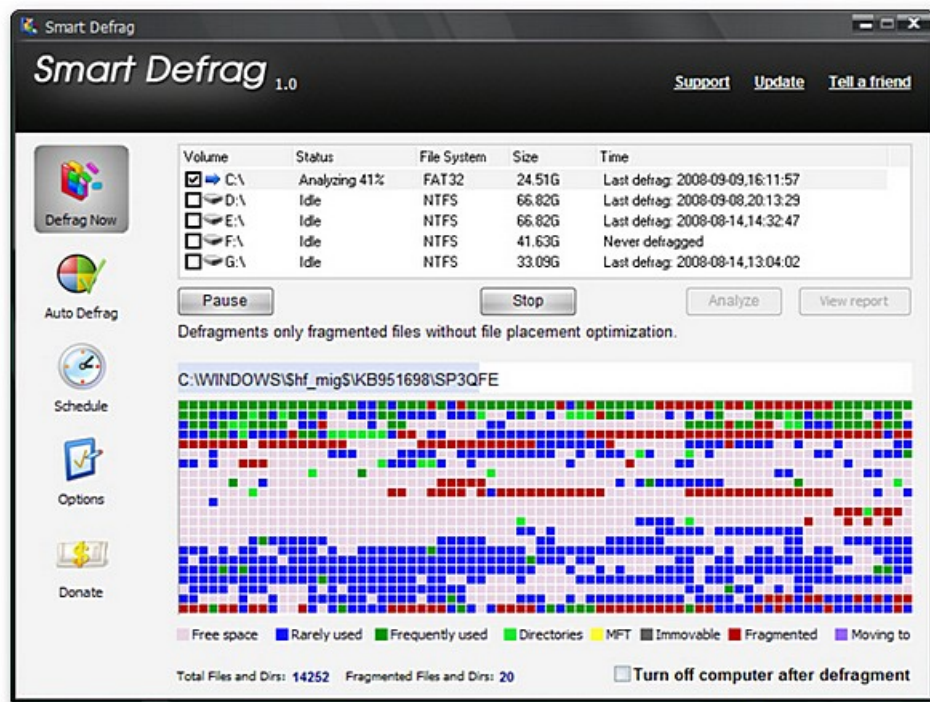 Smart Defrag
Smart Defrag 1.0
Support Update Tell a friend
Volume Status File System Size Time
C:\ Analyzing 41% FAT32 24.51G Last defrag: 2008-09-09,16:11:57
D:\ Idle NTFS 66.82G Last defrag: 2008-09-08,20:13:29
E:\ Idle NTFS 66.82G Last defrag: 2008-08-14,14:32:47
F:\ Idle NTFS 41.63G Never defragged
G:\ Idle NTFS 33.09G Last defrag: 2008-08-14,13:04:02
Defrag Now
Auto Defrag
Schedule
Options
Donate
Pause Stop Analyze View report
Defragments only fragmented files without file placement optimization.
C:\WINDOWS\$hf_mig$\KB951698\SP3QFE
Free space Rarely used Frequently used Directories MFT Immovable Fragmented Moving to
Total Files and Dirs: 14252 Fragmented Files and Dirs: 20
Turn off computer after defragment